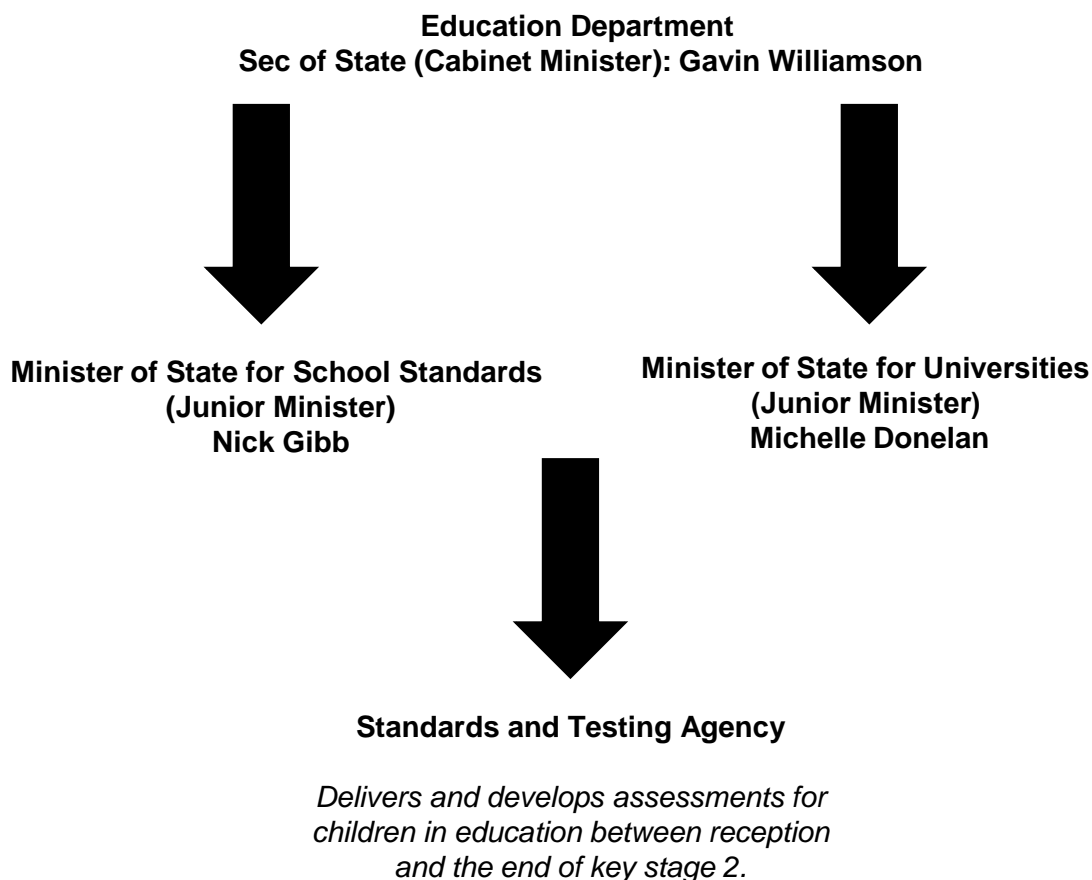 Education Department
Sec of State (Cabinet Minister): Gavin Williamson
Minister of State for School Standards
(Junior Minister)
Nick Gibb
Minister of State for Universities
(Junior Minister)
Michelle Donelan
Standards and Testing Agency
Delivers and develops assessments for
children in education between reception
and the end of key stage 2.